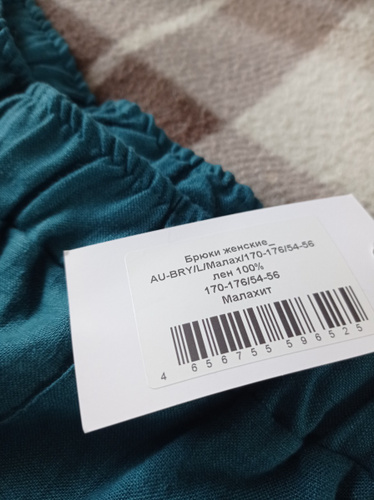 Брюки женские_
AU-BRY/L/Малах/170-176/54-56
лен 100%
170-176/54-56
Малахит
4 656755 596525